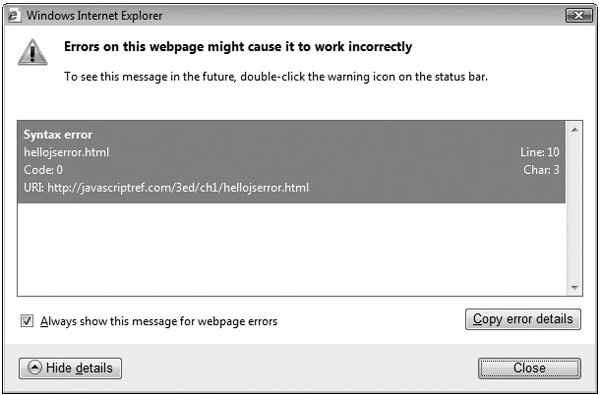 Windows Internet Explorer
Errors on this webpage might cause it to work incorrectly
To see this message in the future, double-click the warning icon on the status bar.
Syntax error
hellojserror.html Line: 10
Code: 0 Char: 3
URI: http://javascriptref.com/3ed/ch1/hellojserror.html
Always show this message for webpage errors
Copy error details
Hide details
Close